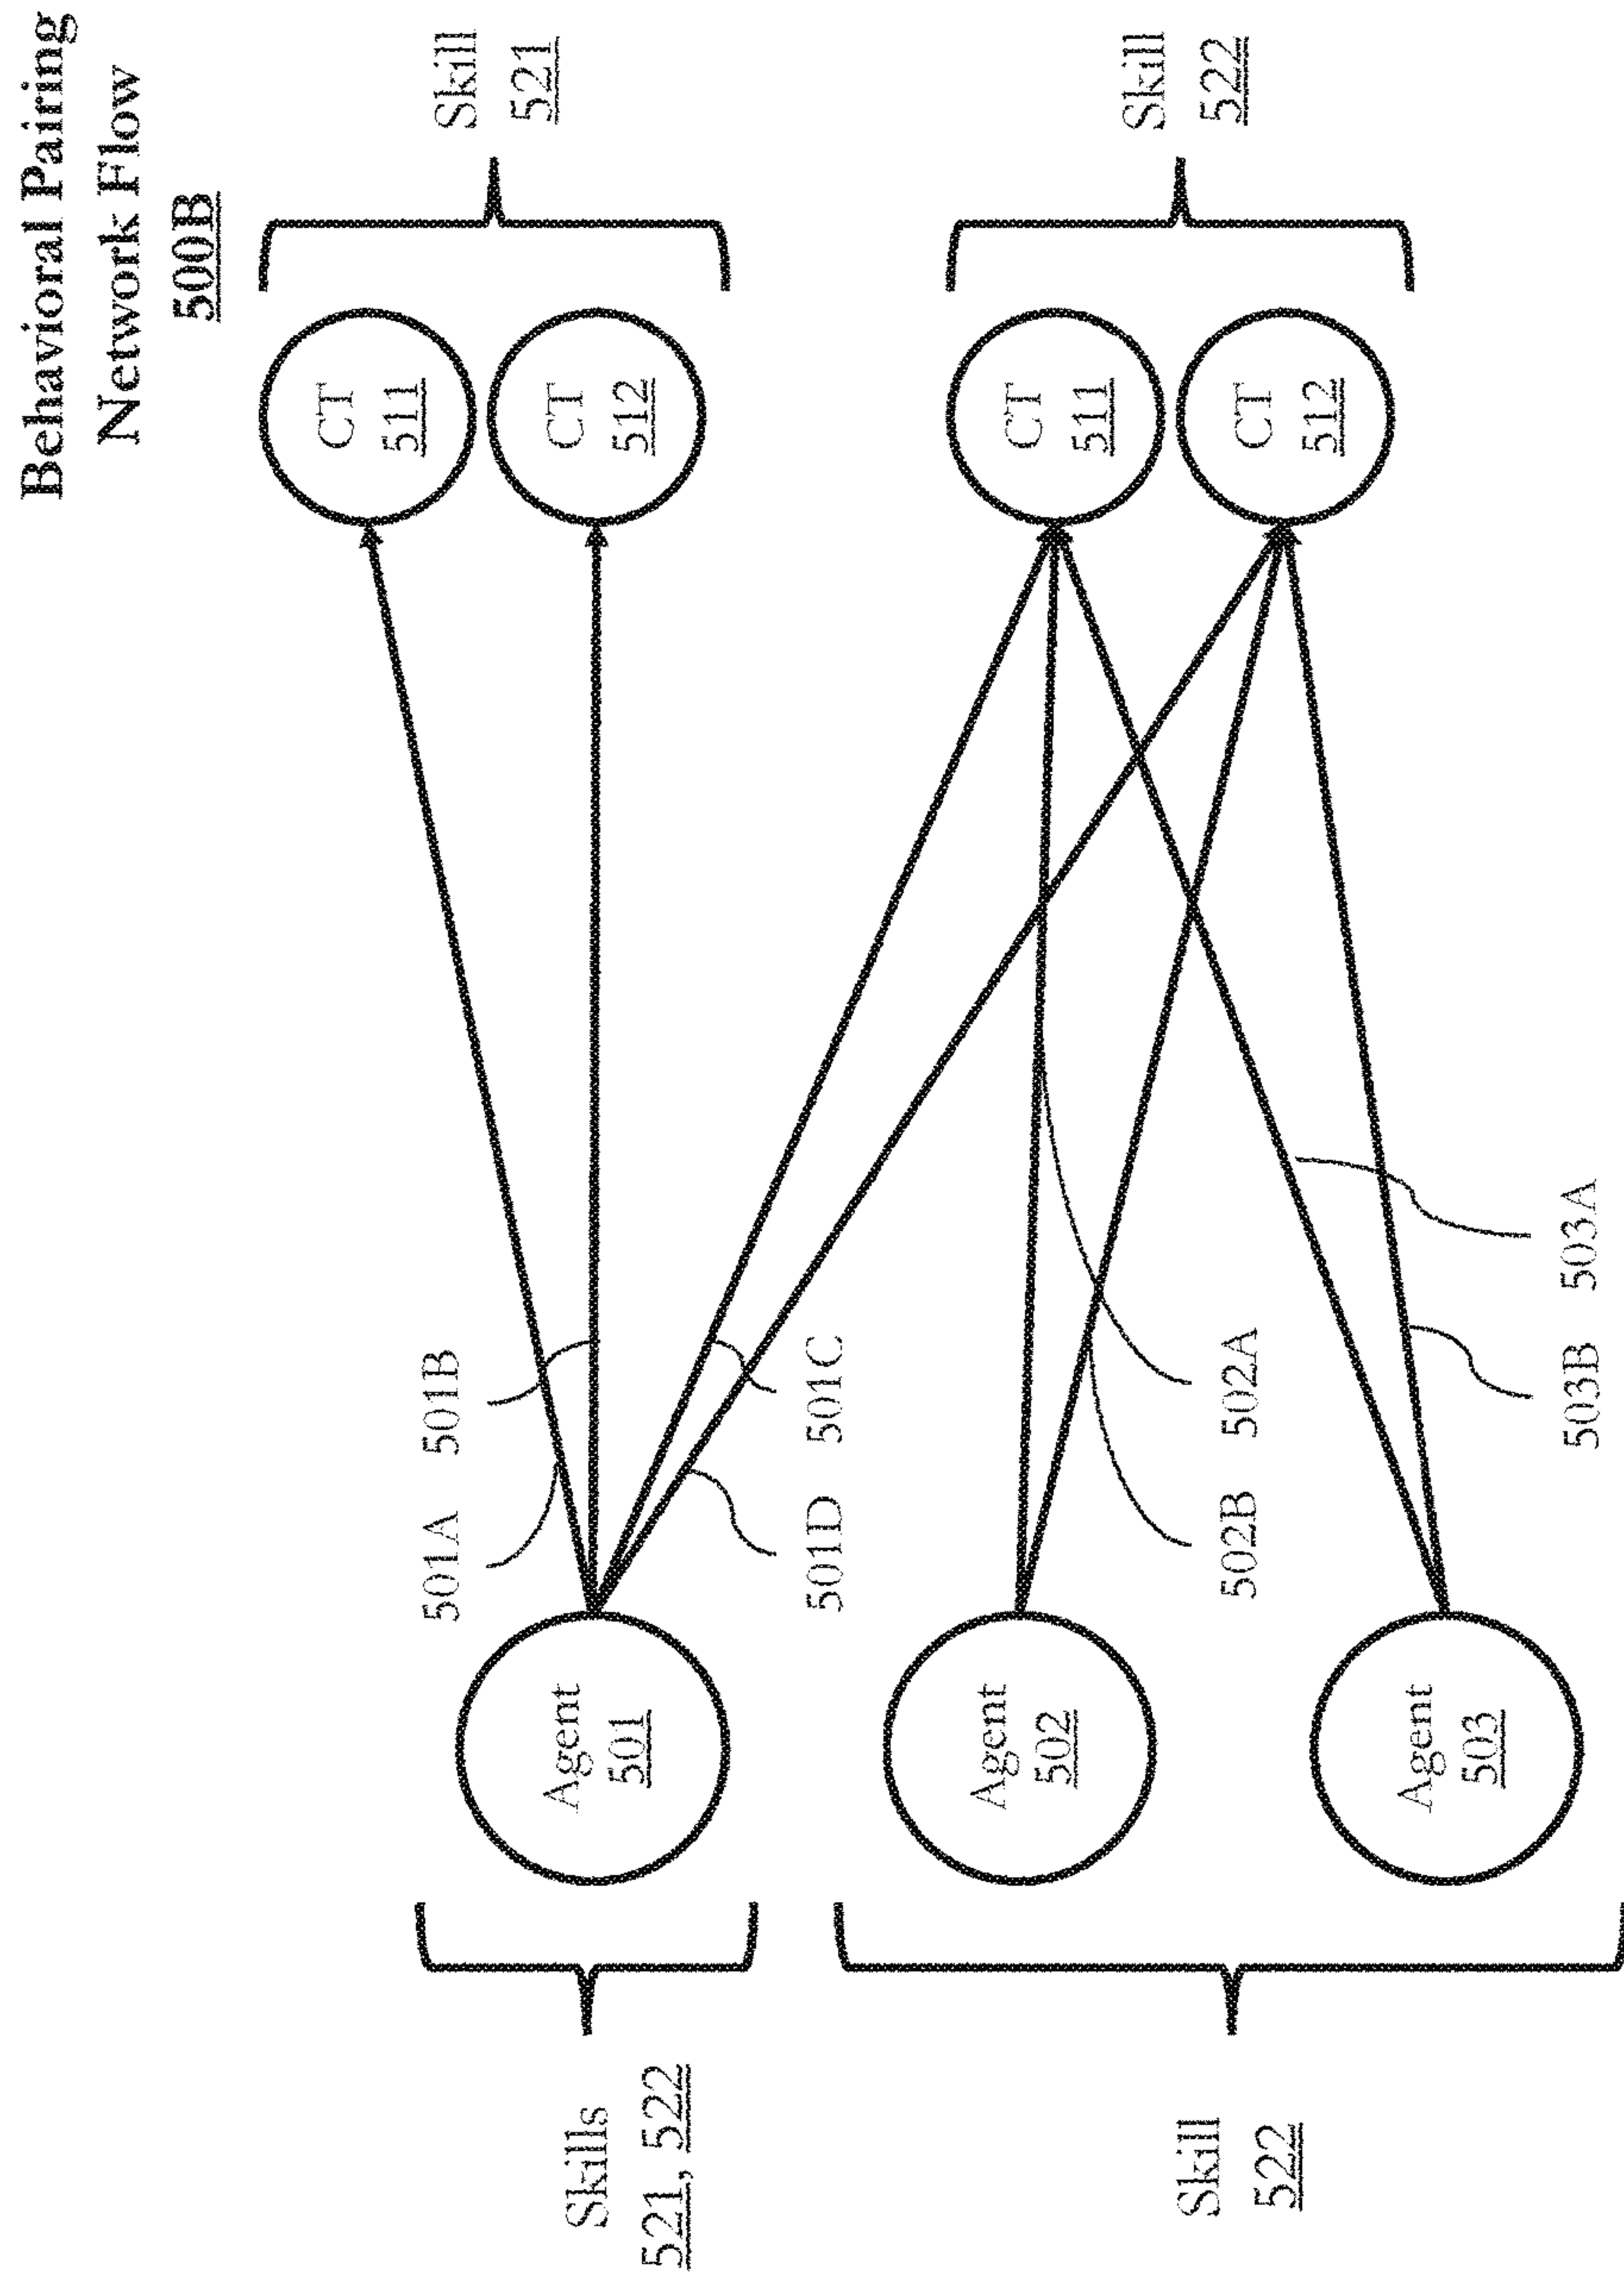 Behavioral Pairing
Network Flow
500B
Skills
521, 522
Agent
501
501A
501B
501D
501C
CT
511
CT
512
Skill
521
Skill
522
Agent
502
Agent
503
502B
502A
503B
503A
CT
511
CT
512
Skill
522